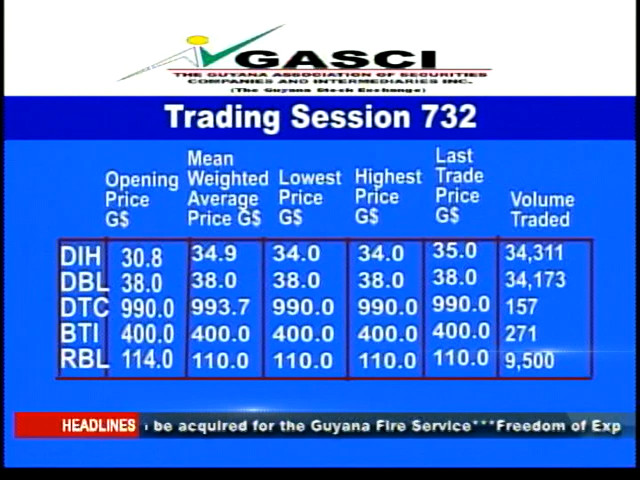 GASCI
THE GUYANA ASSOCIATION OF SECURITIES
COMPANIES AND INTERMEDIARIES INC.
(The Guyana Stock Exchange)
Trading Session 732
Opening Price G$ Mean Weighted Average Price G$ Lowest Price G$ Highest Price G$ Last Trade Price G$ Volume Traded
DIH 30.8 34.9 34.0 34.0 35.0 34,311
DBL 38.0 38.0 38.0 38.0 38.0 34,173
DTC 990.0 993.7 990.0 990.0 990.0 157
BTI 400.0 400.0 400.0 400.0 400.0 271
RBL 114.0 110.0 110.0 110.0 110.0 9,500
HEADLINES be acquired for the Guyana Fire Service***Freedom of Exp